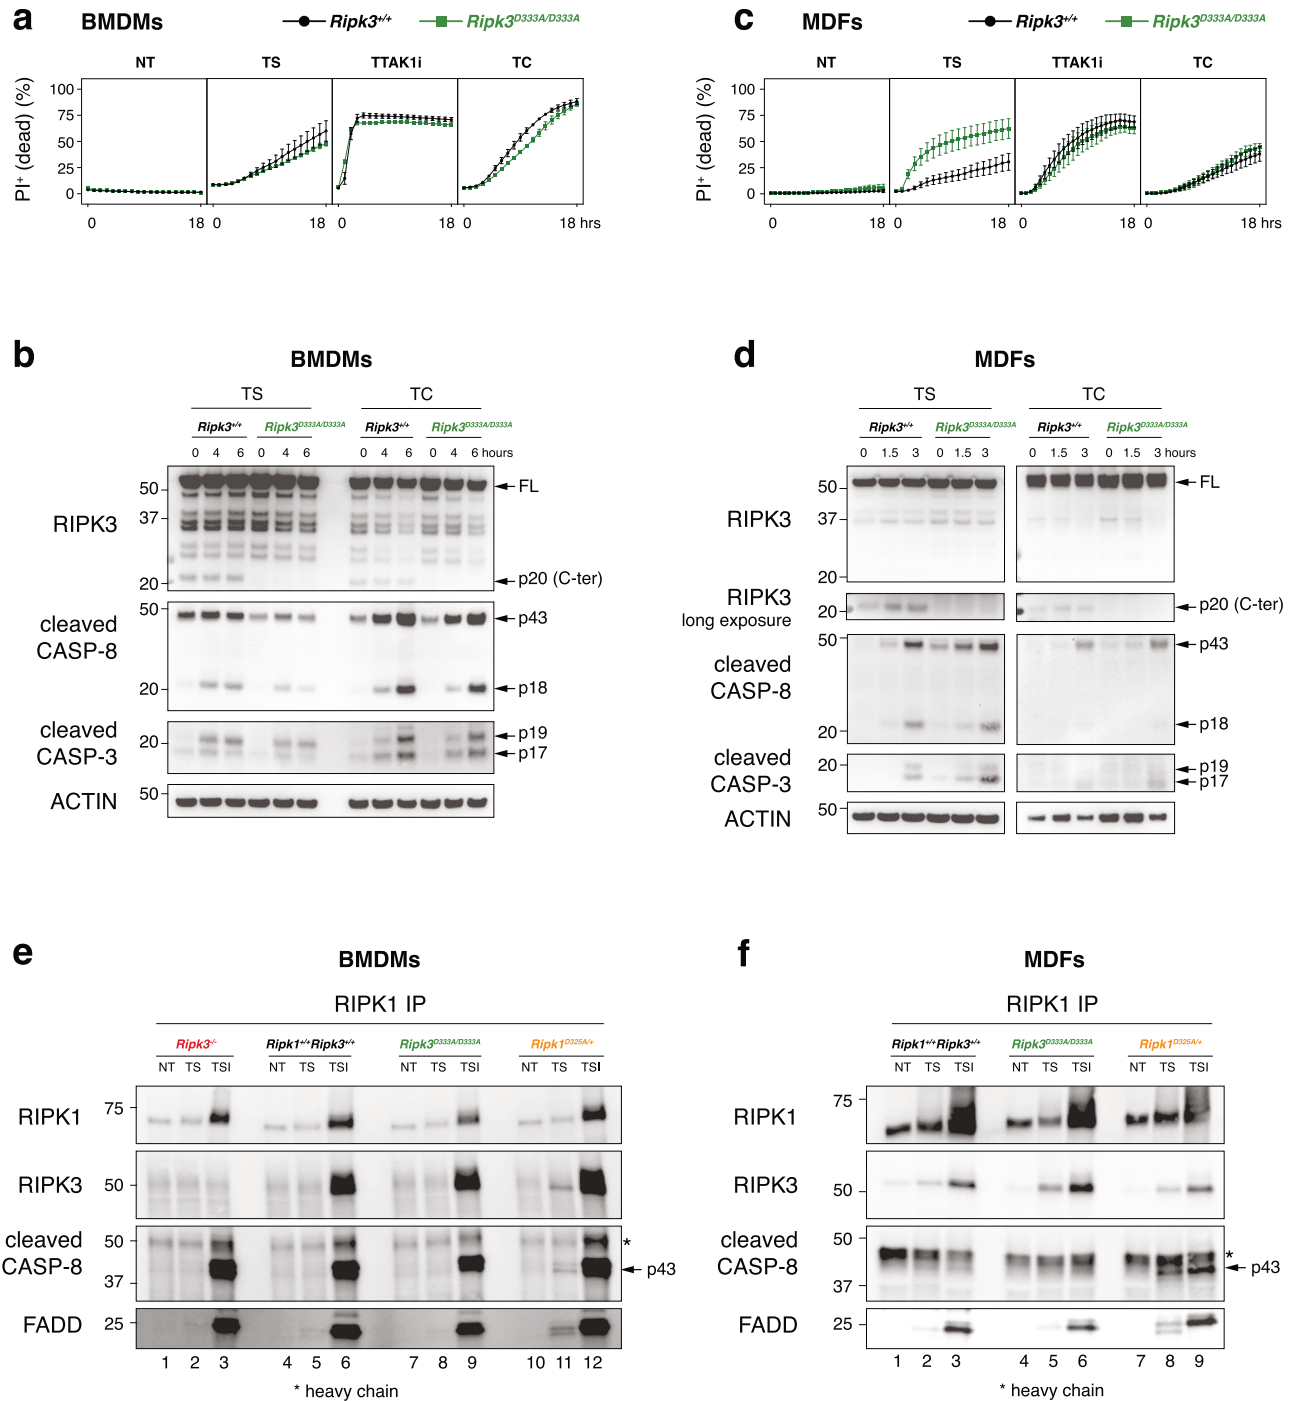 a BMDMs Ripk3+/+ Ripk3D333A/D333A
NT TS TTAK1i TC
PI+ (dead) (%)
100
75
50
25
0
0 18 0 18 0 18 0 18 hrs
c MDFs Ripk3+/+ Ripk3D333A/D333A
NT TS TTAK1i TC
PI+ (dead) (%)
100
75
50
25
0
0 18 0 18 0 18 0 18 hrs
b BMDMs
TS TC
Ripk3+/+ Ripk3D333A/D333A Ripk3+/+ Ripk3D333A/D333A
0 4 6 0 4 6 0 4 6 0 4 6 hours
RIPK3 50 37 20 FL p20 (C-ter)
cleaved CASP-8 50 20 p43 p18
cleaved CASP-3 20 p19 p17
ACTIN 50
d MDFs
TS TC
Ripk3+/+ Ripk3D333A/D333A Ripk3+/+ Ripk3D333A/D333A
0 1.5 3 0 1.5 3 0 1.5 3 0 1.5 3 hours
RIPK3 50 37 20 FL
RIPK3 long exposure 20 p20 (C-ter)
cleaved CASP-8 50 20 p43 p18
cleaved CASP-3 20 p19 p17
ACTIN 50
e BMDMs
RIPK1 IP
Ripk3-/- Ripk1+/+Ripk3+/+ Ripk3D333A/D333A Ripk1D325A/+
NT TS TSI NT TS TSI NT TS TSI NT TS TSI
RIPK1 75
RIPK3 50
cleaved CASP-8 50 37 * p43
FADD 25
1 2 3 4 5 6 7 8 9 10 11 12
* heavy chain
f MDFs
RIPK1 IP
Ripk1+/+Ripk3+/+ Ripk3D333A/D333A Ripk1D325A/+
NT TS TSI NT TS TSI NT TS TSI
RIPK1 75
RIPK3 50
cleaved CASP-8 50 37 * p43
FADD 25
1 2 3 4 5 6 7 8 9
* heavy chain